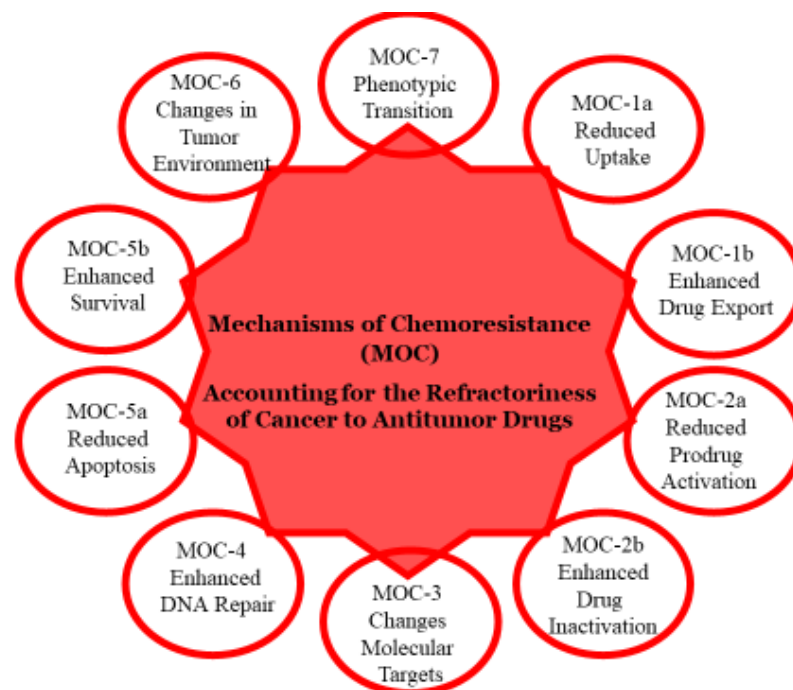 MOC-7
Phenotypic
Transition
MOC-1a
Reduced
Uptake
MOC-1b
Enhanced
Drug Export
MOC-2a
Reduced
Prodrug
Activation
MOC-2b
Enhanced
Drug
Inactivation
MOC-3
Changes
Molecular
Targets
MOC-4
Enhanced
DNA Repair
MOC-5a
Reduced
Apoptosis
MOC-5b
Enhanced
Survival
MOC-6
Changes in
Tumor
Environment
Mechanisms of Chemoresistance
(MOC)
Accounting for the Refractoriness
of Cancer to Antitumor Drugs